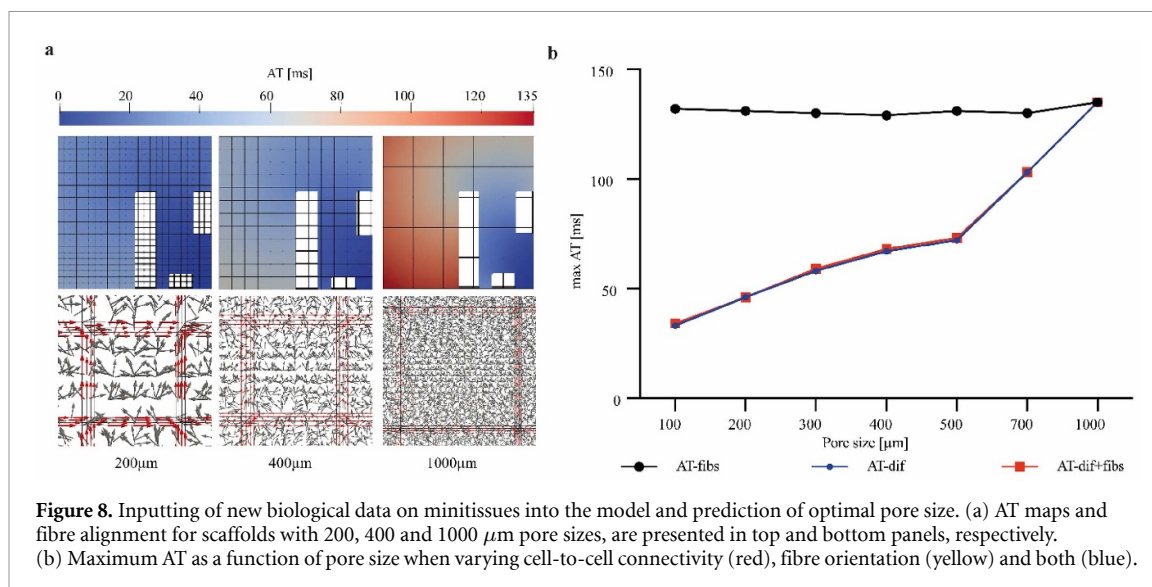 a
AT [ms]
0 20 40 60 80 100 120 135
200µm 400µm 1000µm
b
max AT [ms]
150
100
50
0
100 200 300 400 500 700 1000
Pore size [µm]
AT-fibs AT-dif AT-dif+fibs
Figure 8. Inputting of new biological data on minitissues into the model and prediction of optimal pore size. (a) AT maps and
fibre alignment for scaffolds with 200, 400 and 1000 µm pore sizes, are presented in top and bottom panels, respectively.
(b) Maximum AT as a function of pore size when varying cell-to-cell connectivity (red), fibre orientation (yellow) and both (blue).